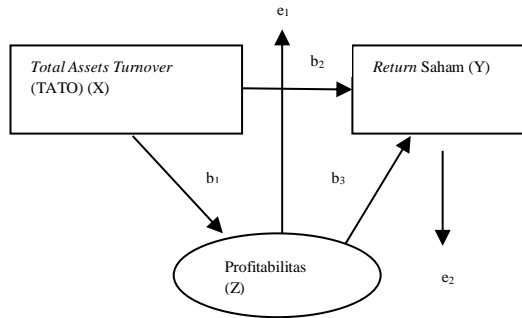 e₁
Total Assets Turnover
(TATO) (X)
b₂
Return Saham (Y)
b₁
b₃
Profitabilitas
(Z)
e₂